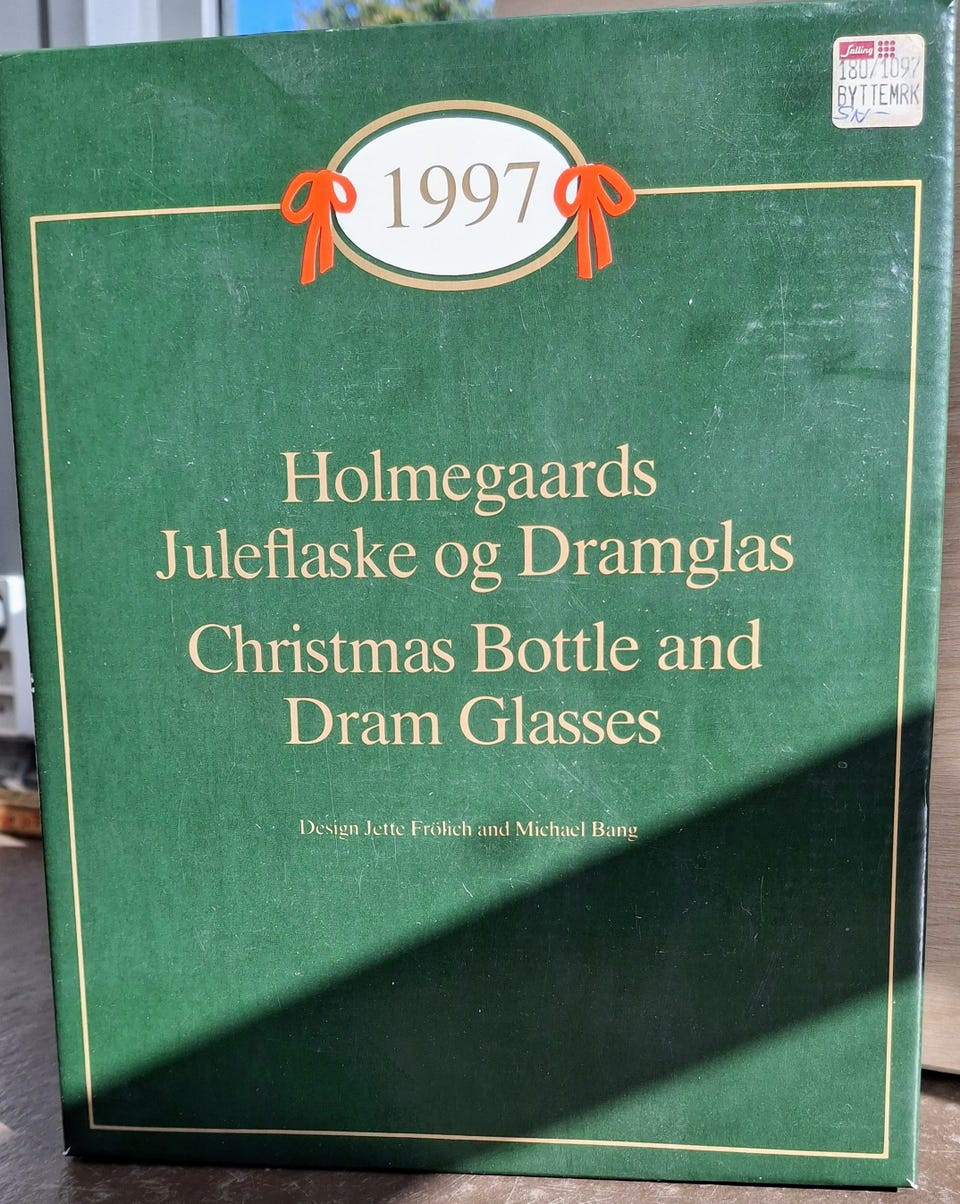 Salling
180/1097
BYTTEMRK
1997
Holmegaards
Juleflaske og Dramglas
Christmas Bottle and
Dram Glasses
Design Jette Frölich and Michael Bang